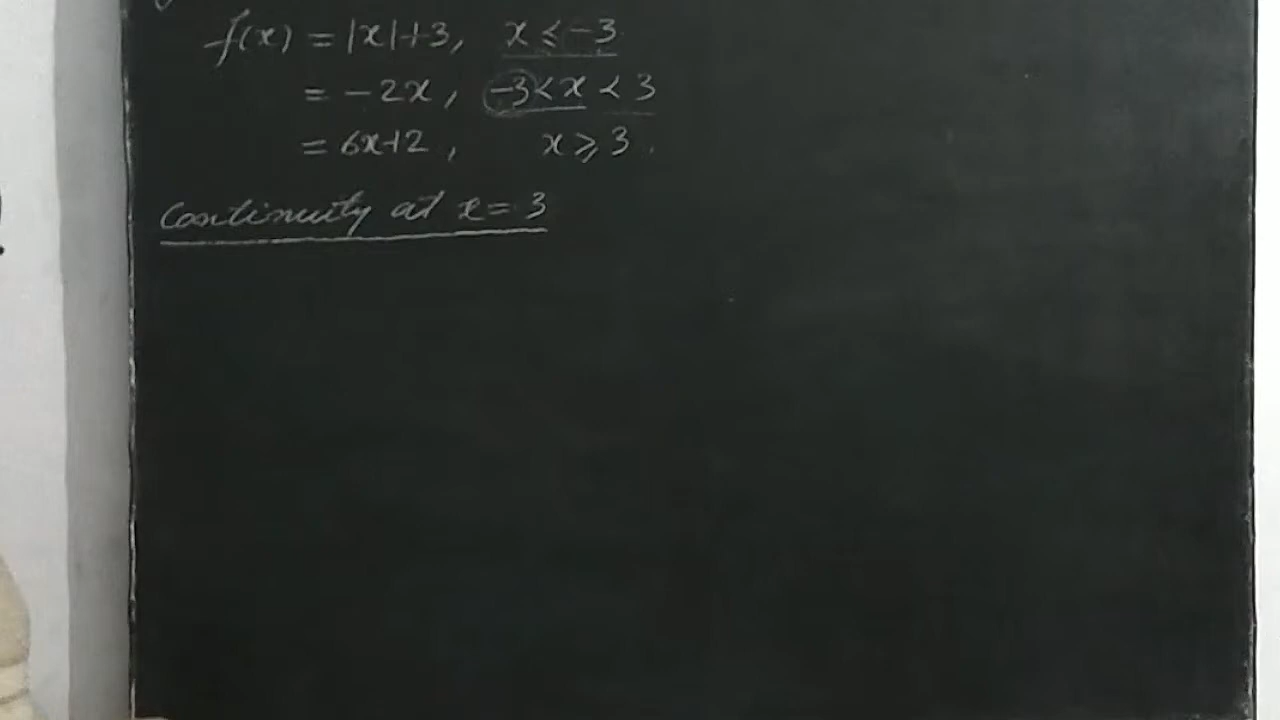 f(x) = |x|+3, x ≤ -3
= -2x, -3 < x < 3
= 6x+2, x ⩾ 3.
Continuity at x = 3